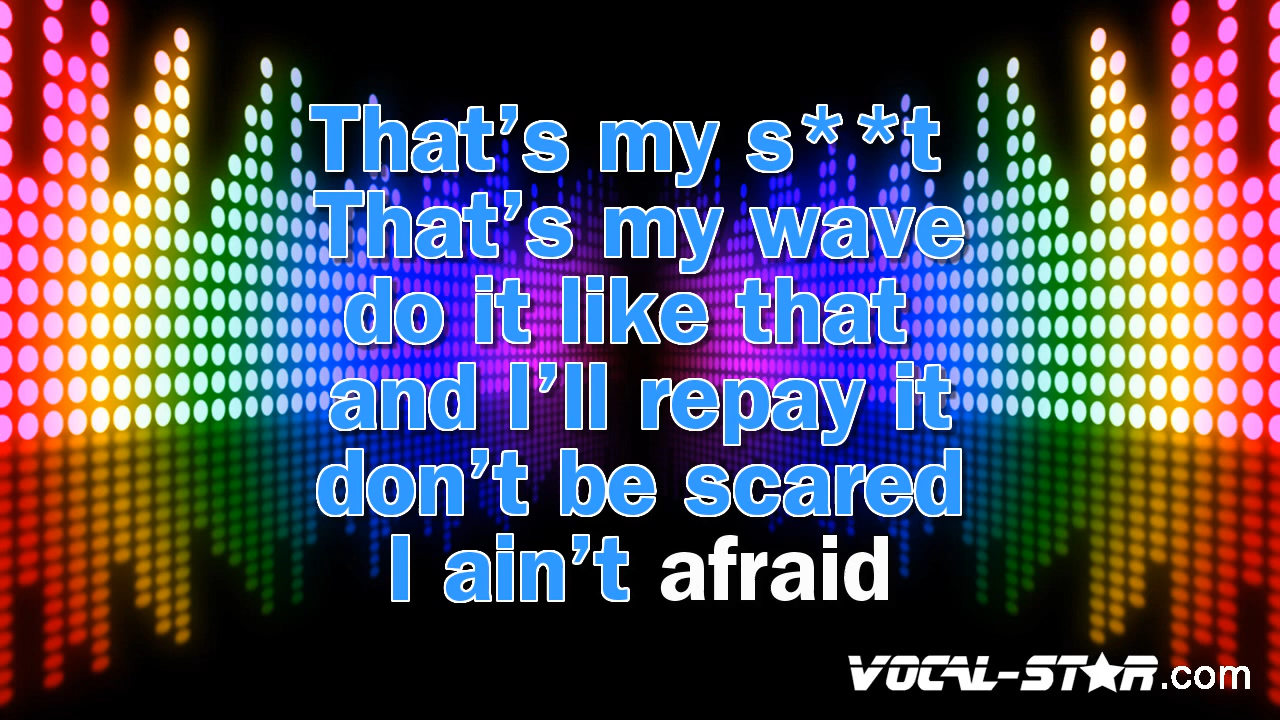 That's my s**t
That's my wave
do it like that
and I'll repay it
don't be scared
I ain't afraid
VOCAL-STAR.com